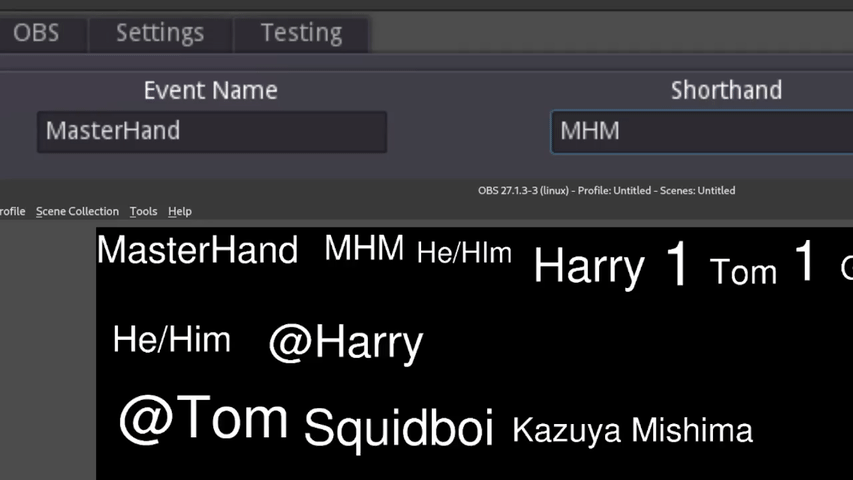 OBS Settings Testing
Event Name Shorthand
MasterHand MHM
OBS 27.1.3-3 (linux) - Profile: Untitled - Scenes: Untitled
rofile Scene Collection Tools Help
MasterHand MHM He/HIm Harry 1 Tom 1
He/Him @Harry
@Tom Squidboi Kazuya Mishima